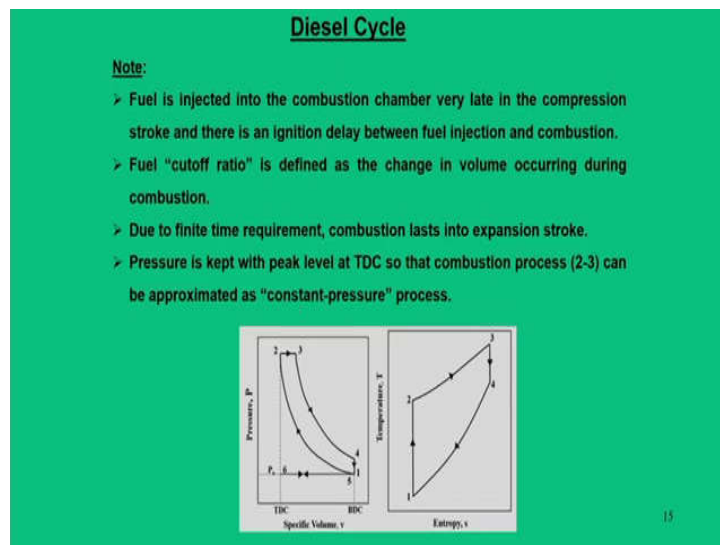 Diesel Cycle
Note:
➢ Fuel is injected into the combustion chamber very late in the compression
stroke and there is an ignition delay between fuel injection and combustion.
➢ Fuel “cutoff ratio” is defined as the change in volume occurring during
combustion.
➢ Due to finite time requirement, combustion lasts into expansion stroke.
➢ Pressure is kept with peak level at TDC so that combustion process (2-3) can
be approximated as “constant-pressure” process.
Pressure, P
2
3
4
1
5
6
TDC
BDC
Specific Volume, v
Temperature, T
3
4
2
1
Entropy, s
15